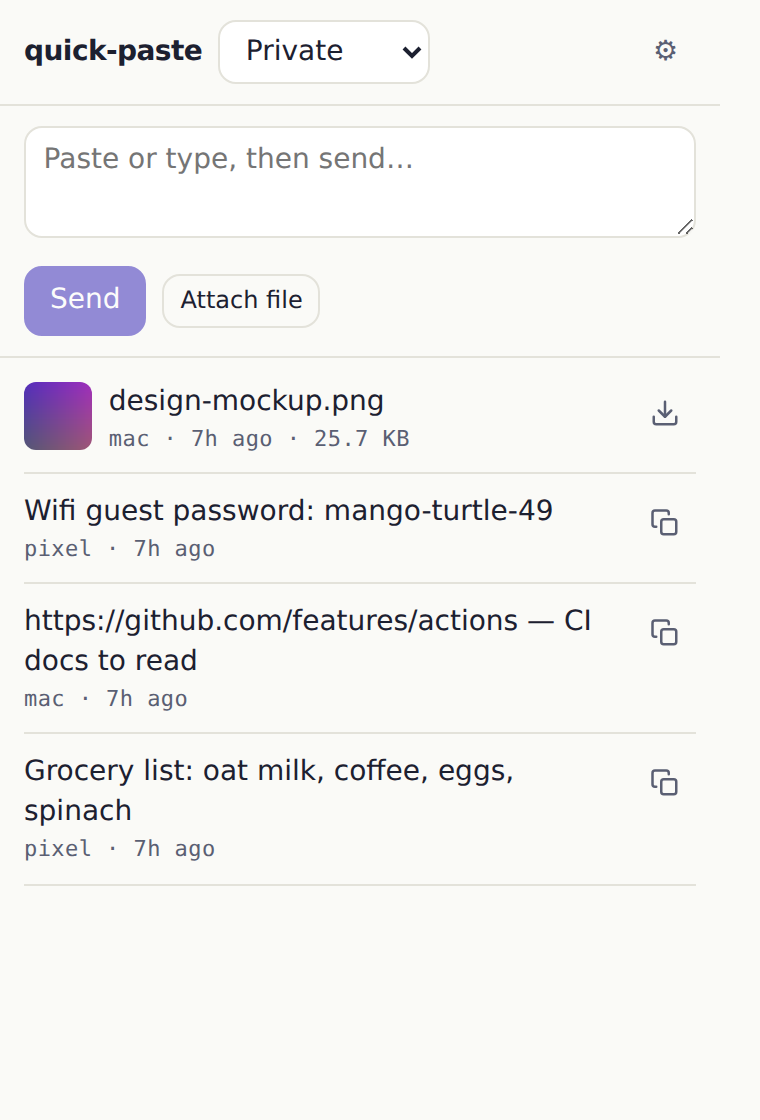 quick-paste Private
Paste or type, then send…
Send Attach file
design-mockup.png
mac · 7h ago · 25.7 KB
Wifi guest password: mango-turtle-49
pixel · 7h ago
https://github.com/features/actions — CI
docs to read
mac · 7h ago
Grocery list: oat milk, coffee, eggs,
spinach
pixel · 7h ago